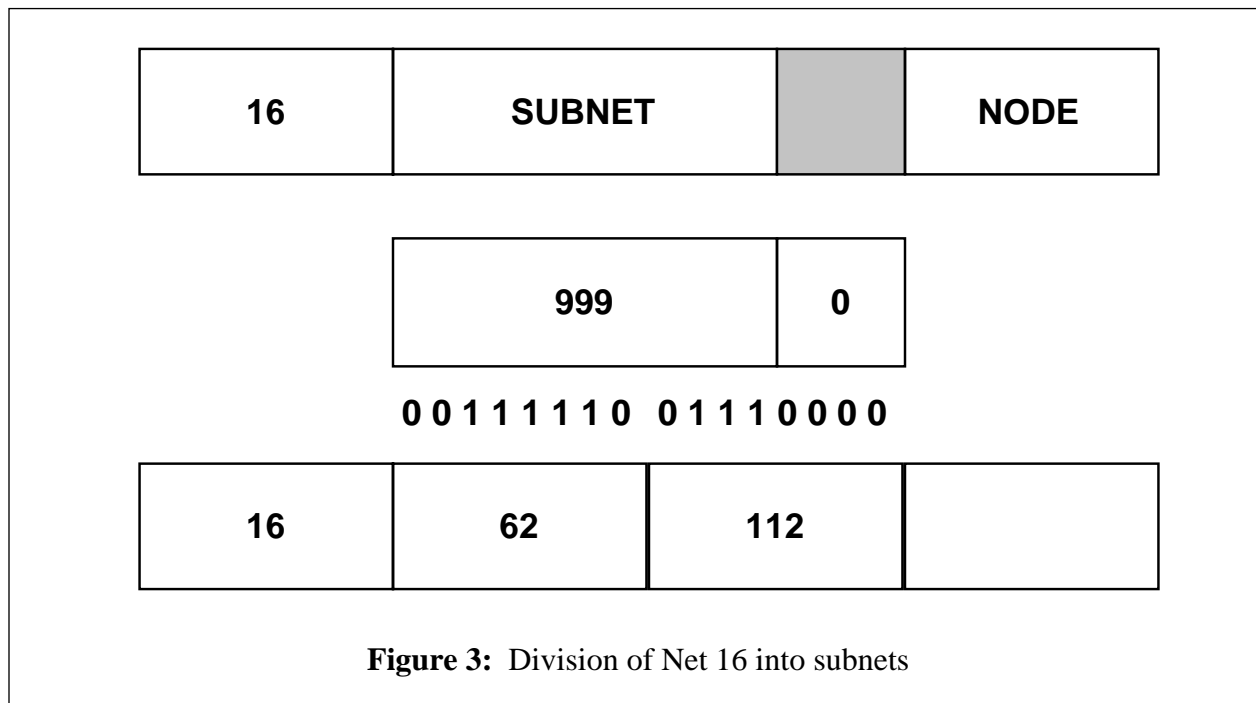 16 SUBNET NODE
999 0
0 0 1 1 1 1 1 0 0 1 1 1 0 0 0 0
16 62 112
Figure 3: Division of Net 16 into subnets